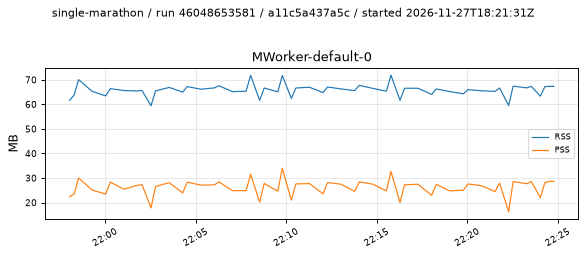 single-marathon / run 46048653581 / a11c5a437a5c / started 2026-11-27T18:21:31Z
MWorker-default-0
MB
70
60
50
40
30
20
RSS
PSS
22:00
22:05
22:10
22:15
22:20
22:25